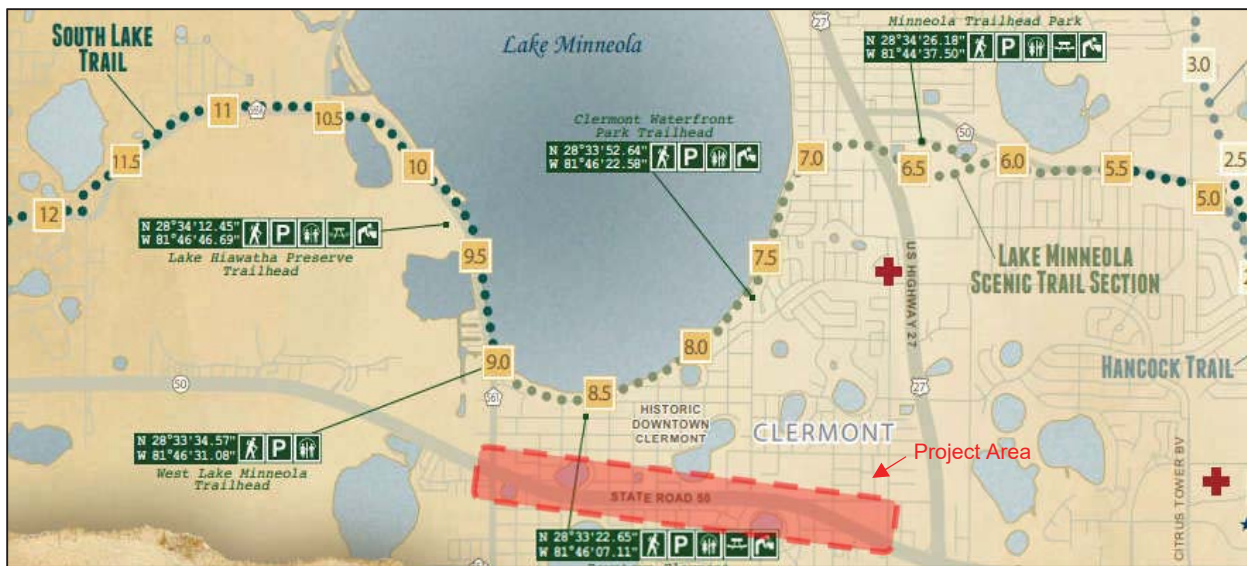 SOUTH LAKE
TRAIL
Lake Minneola
27
Minneola Trailhead Park
N 28°34'26.18"
W 81°44'37.50"
P
3.0
11
10.5
11.5
10
12
Clermont Waterfront
Park Trailhead
N 28°33'52.64"
W 81°46'22.58"
P
7.0
50
6.5
6.0
5.5
2.5
5.0
N 28°34'12.45"
W 81°46'46.69"
P
Lake Hiawatha Preserve
Trailhead
9.5
7.5
US HIGHWAY 27
LAKE MINNEOLA
SCENIC TRAIL SECTION
9.0
8.0
8.5
50
561
27
HANCOCK TRAIL
HISTORIC
DOWNTOWN
CLERMONT
CLERMONT
N 28°33'34.57"
W 81°46'31.08"
P
West Lake Minneola
Trailhead
Project Area
STATE ROAD 50
CITRUS TOWER BV
N 28°33'22.65"
W 81°46'07.11"
P